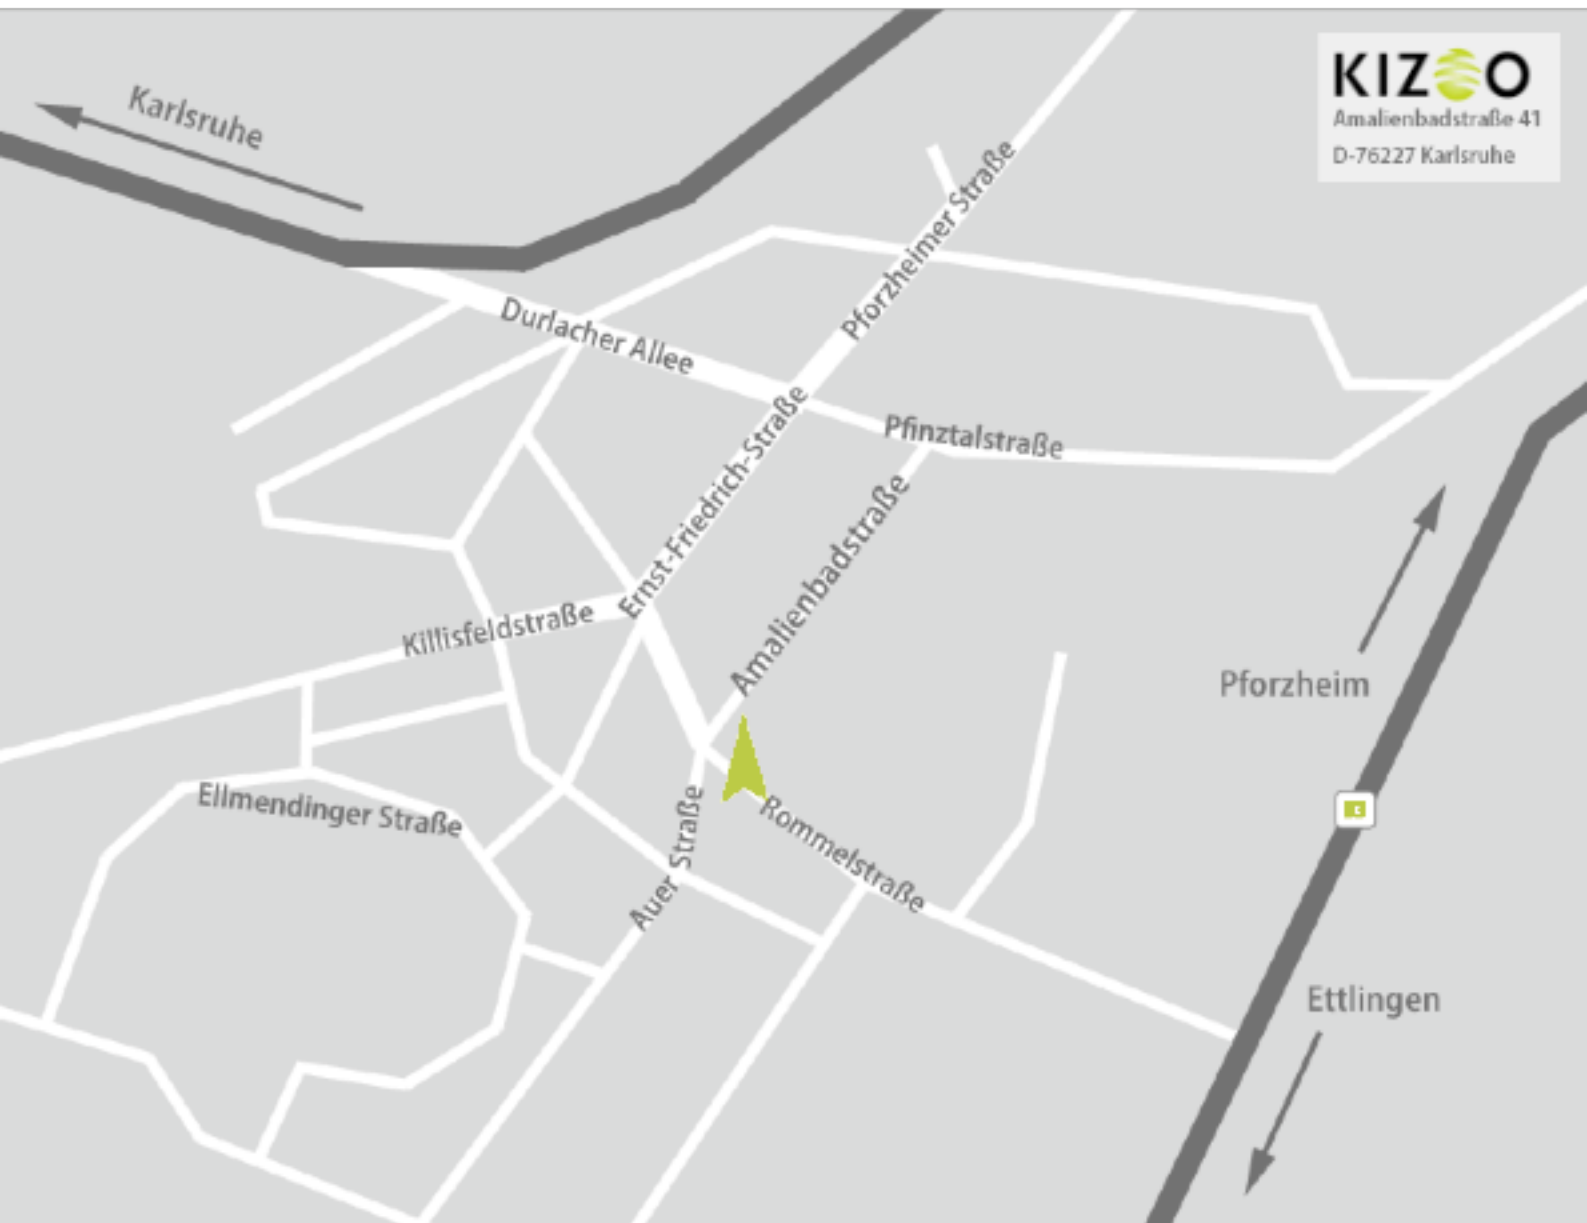 Karlsruhe
KIZOO
Amalienbadstraße 41
D-76227 Karlsruhe
Pforzheimer Straße
Durlacher Allee
Pfinztalstraße
Ernst-Friedrich-Straße
Amalienbadstraße
Killisfeldstraße
Pforzheim
Ellmendinger Straße
Auer Straße
Rommelstraße
Ettlingen